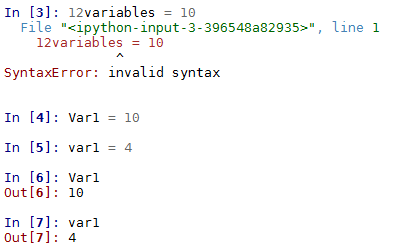 In [3]: 12variables = 10
File "<ipython-input-3-396548a82935>", line 1
12variables = 10
^
SyntaxError: invalid syntax
In [4]: Var1 = 10
In [5]: var1 = 4
In [6]: Var1
Out[6]: 10
In [7]: var1
Out[7]: 4